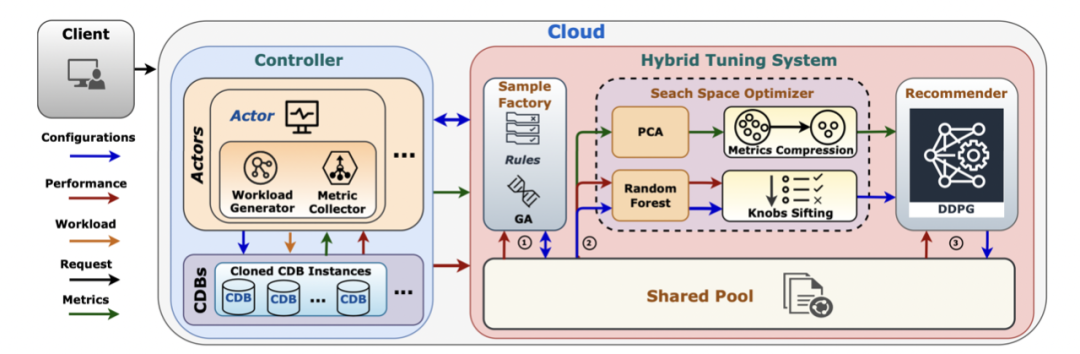 Client
Configurations
Performance
Workload
Request
Metrics
Cloud
Controller
Actors
Actor
Workload
Generator
Metric
Collector
...
CDBs
Cloned CDB Instances
CDB
CDB
...
CDB
...
Hybrid Tuning System
Sample
Factory
Rules
GA
Seach Space Optimizer
PCA
Metrics Compression
Random
Forest
Knobs Sifting
Recommender
DDPG
①
②
③
Shared Pool